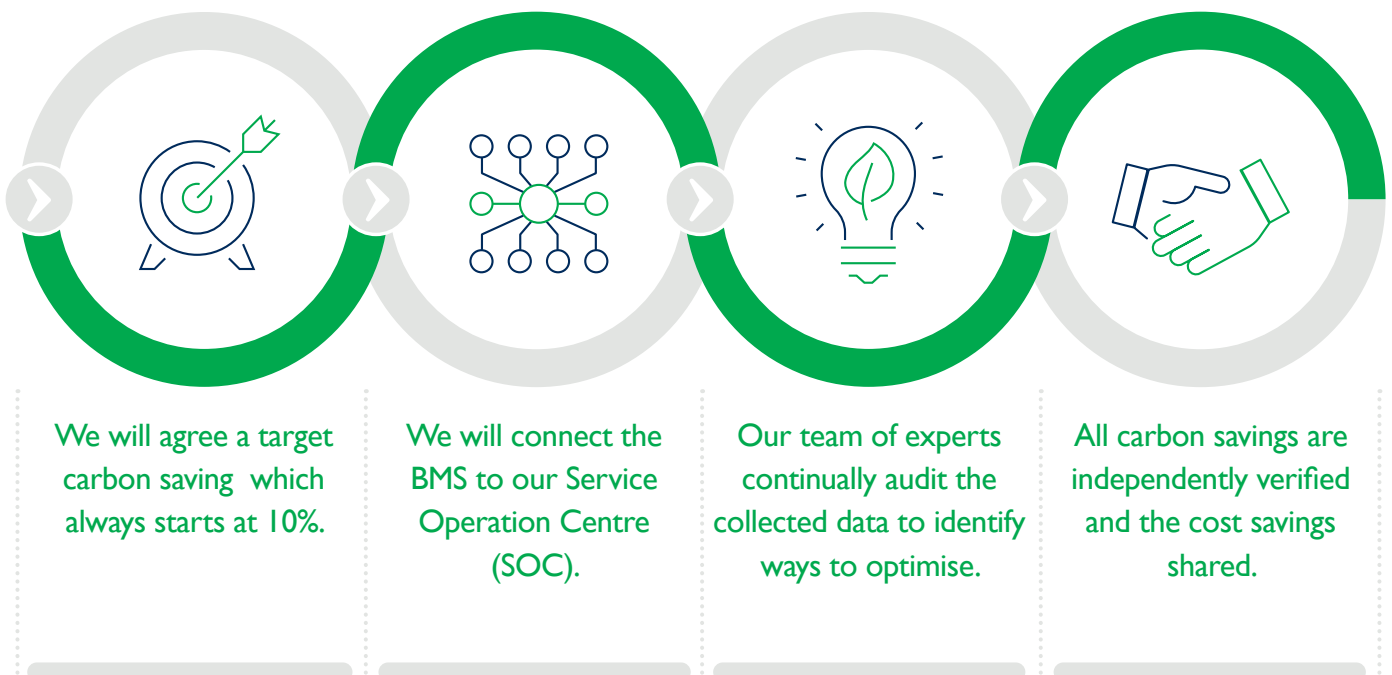 We will agree a target
carbon saving which
always starts at 10%.
We will connect the
BMS to our Service
Operation Centre
(SOC).
Our team of experts
continually audit the
collected data to identify
ways to optimise.
All carbon savings are
independently verified
and the cost savings
shared.